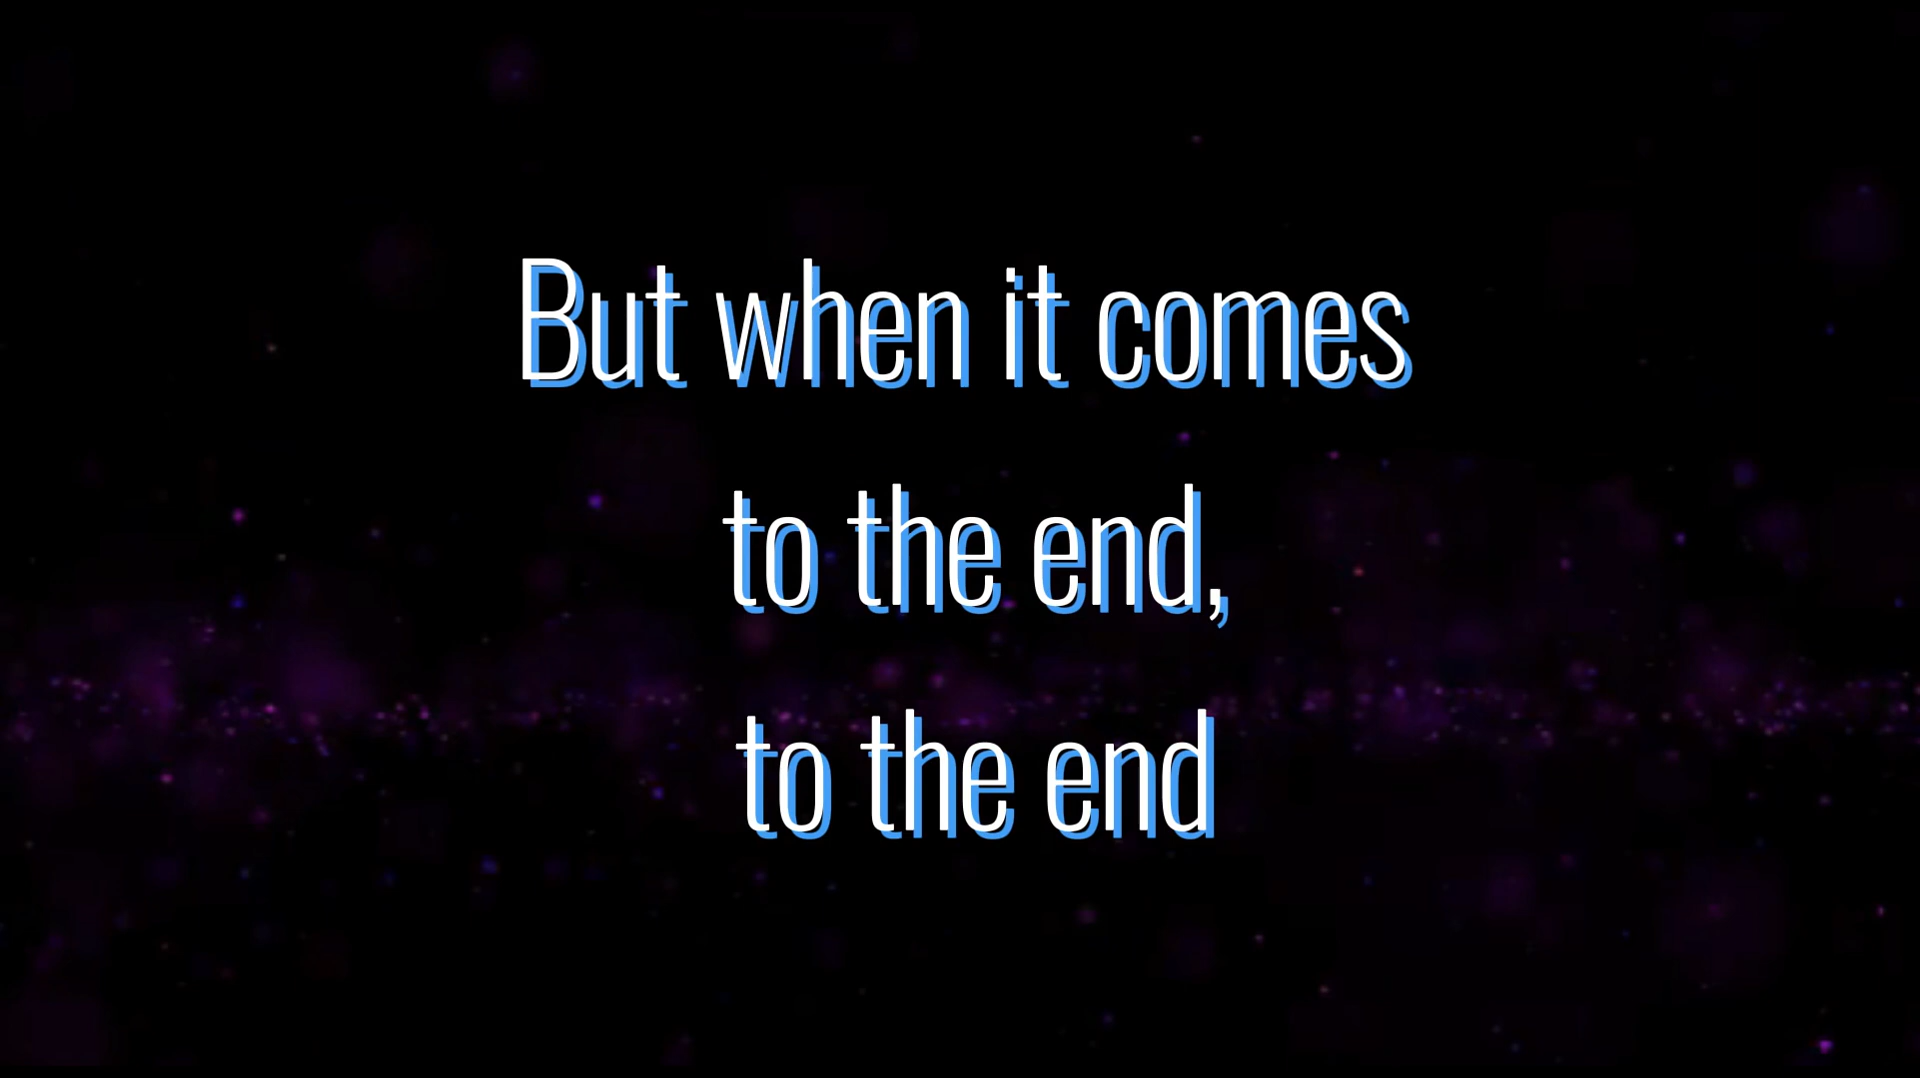 But when it comes
to the end,
to the end